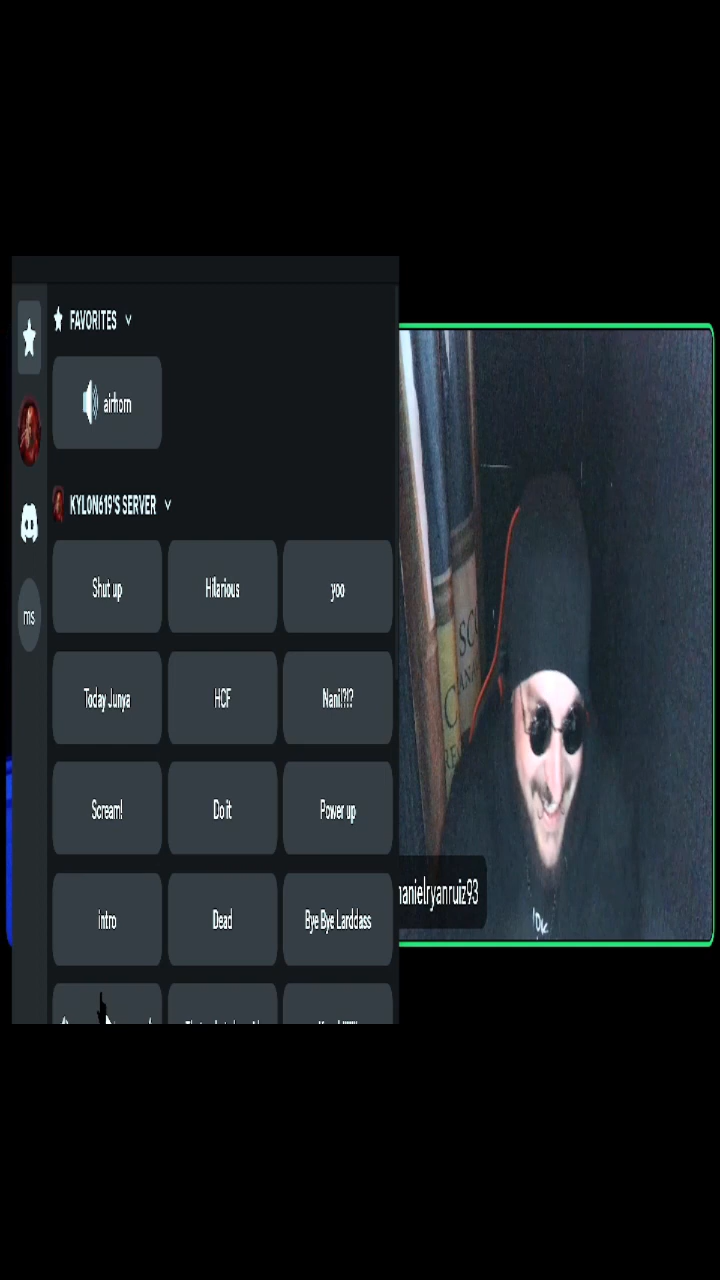 FAVORITES
airhorn
KYLON619'S SERVER
Shut up
Hilarious
yoo
ms
Today Junya
HCF
Nani!?!?
Scream!
Do it
Power up
intro
Dead
Bye Bye Larddass
anielryanruiz93